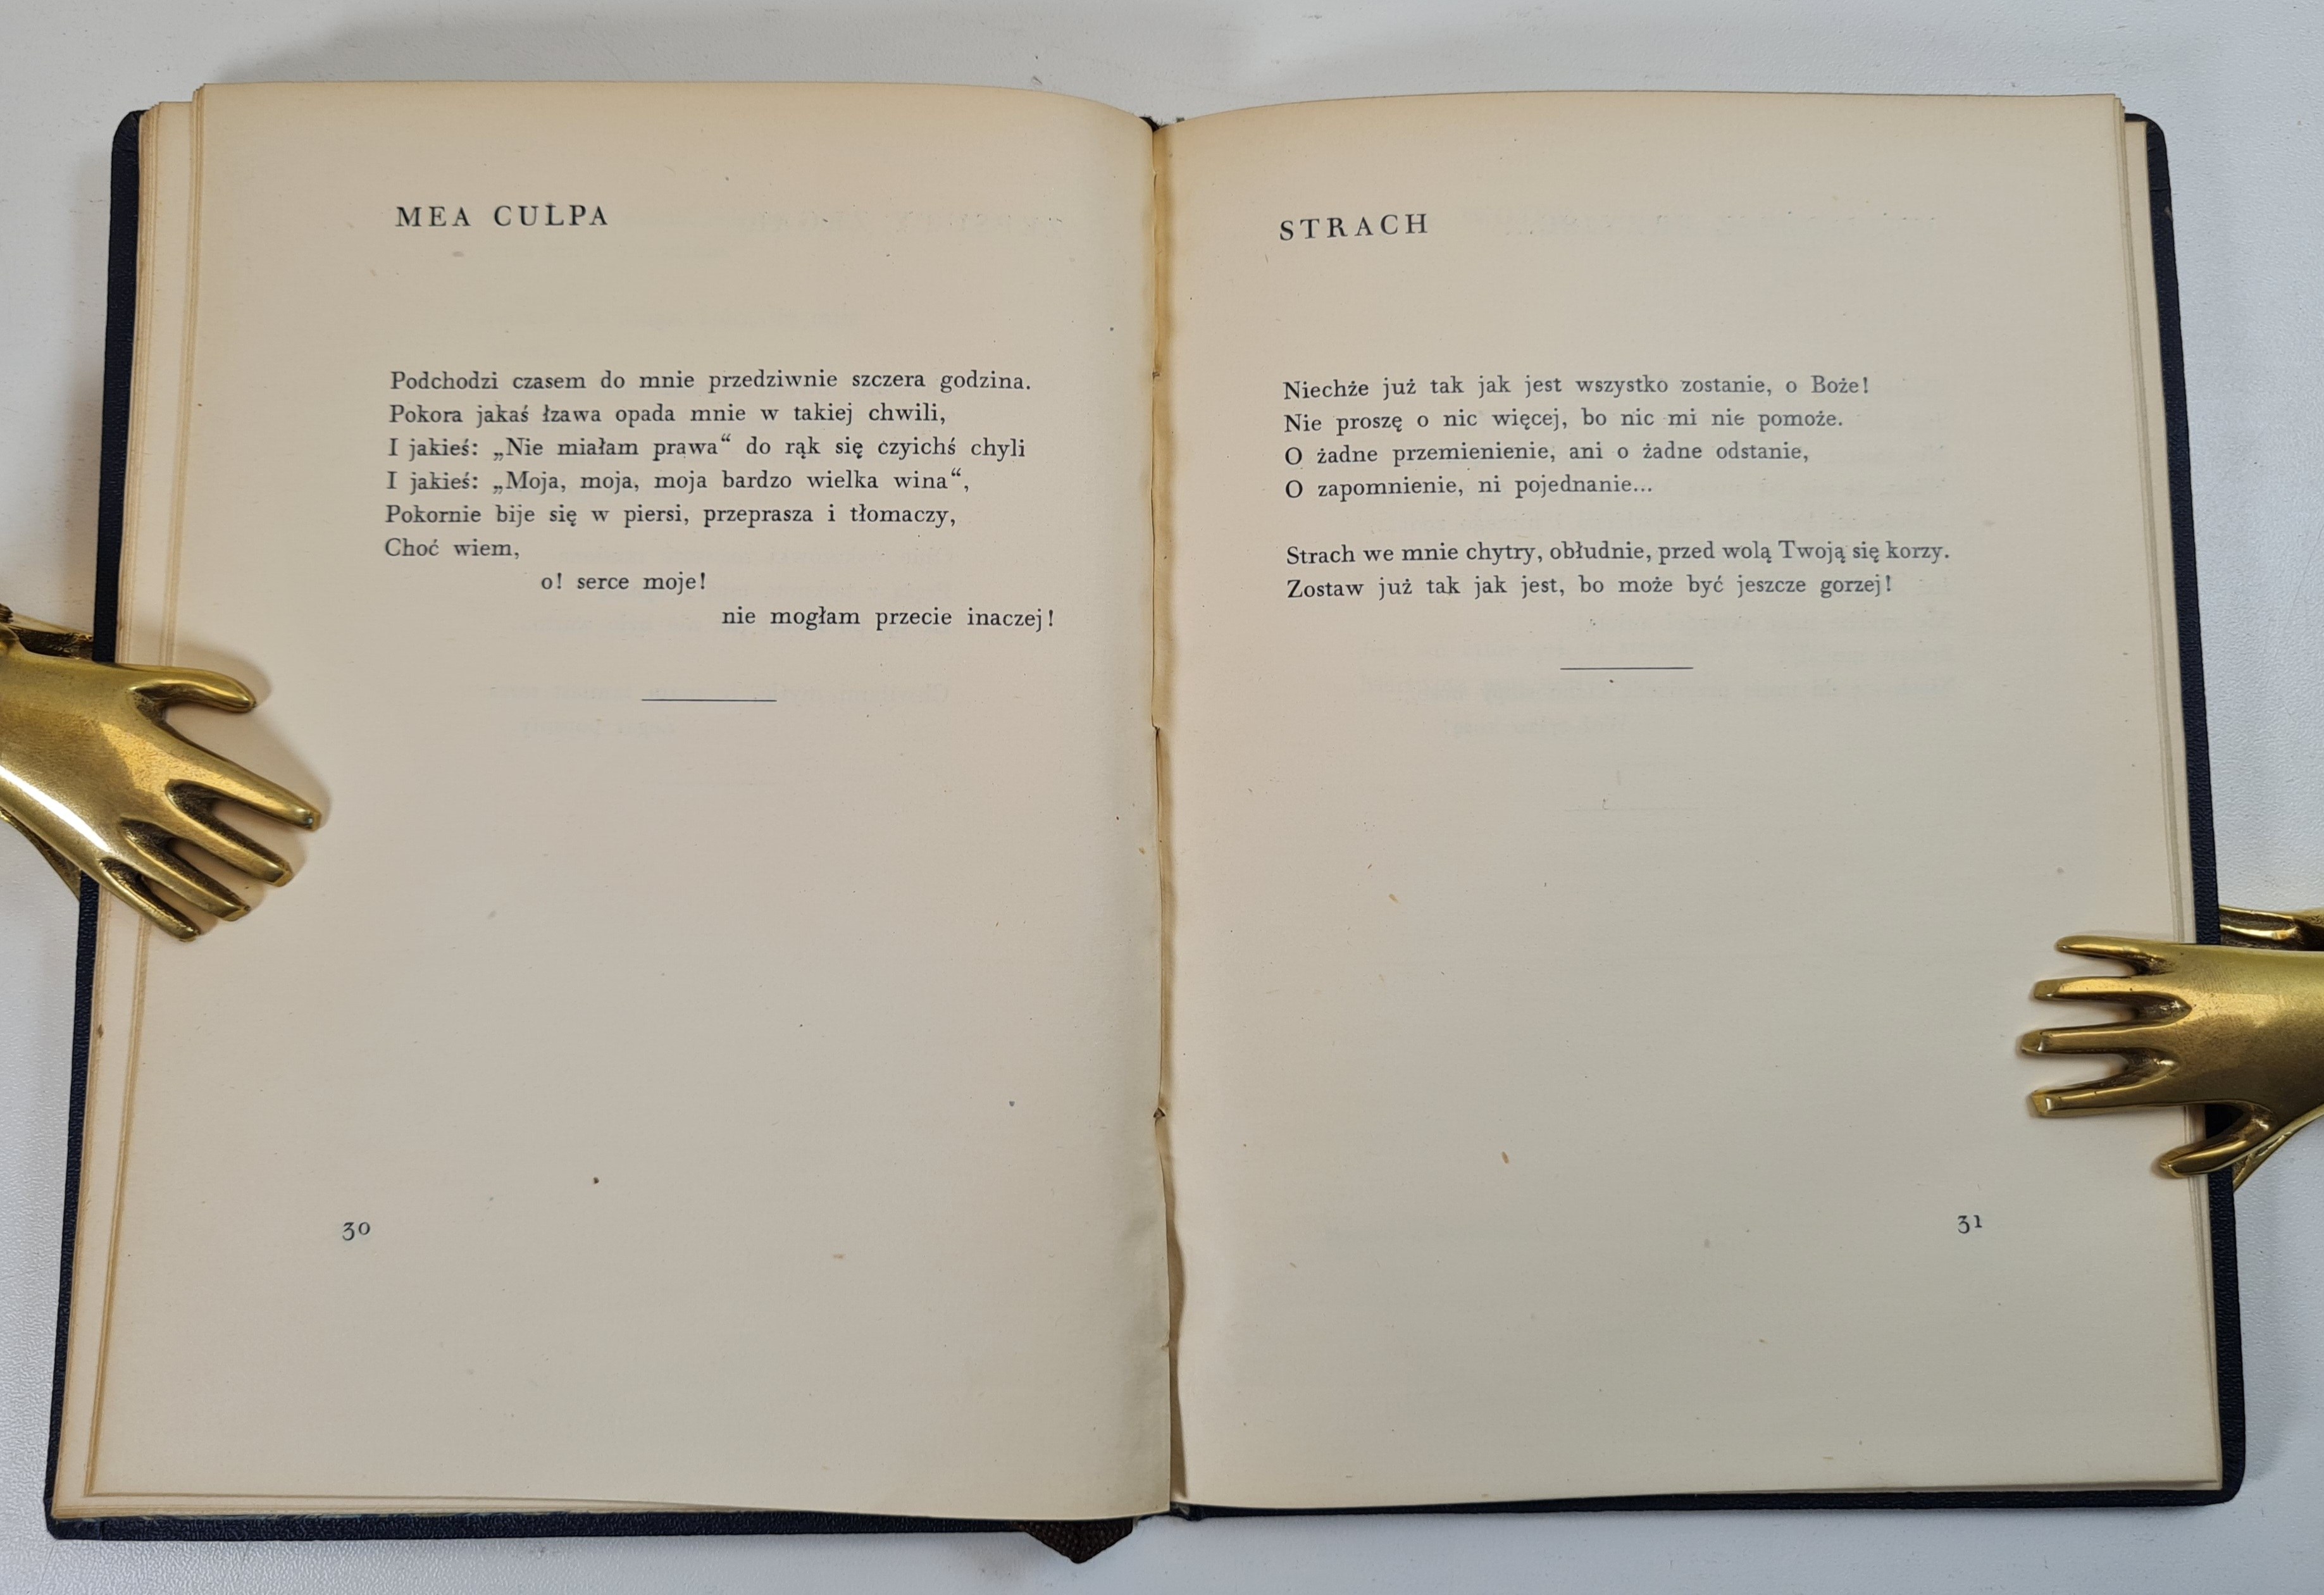 MEA CULPA
Podchodzi czasem do mnie przedziwnie szczera godzina.
Pokora jakaś łzawa opada mnie w takiej chwili,
I jakieś: „Nie miałam prawa“ do rąk się czyichś chyli
I jakieś: „Moja, moja, moja bardzo wielka wina“,
Pokornie bije się w piersi, przeprasza i tłomaczy,
Choć wiem,
o! serce moje!
nie mogłam przecie inaczej!
30
STRACH
Niechże już tak jak jest wszystko zostanie, o Boże!
Nie proszę o nic więcej, bo nic mi nie pomoże.
O żadne przemienienie, ani o żadne odstanie,
O zapomnienie, ni pojednanie...
Strach we mnie chytry, obłudnie, przed wolą Twoją się korzy.
Zostaw już tak jak jest, bo może być jeszcze gorzej!
31